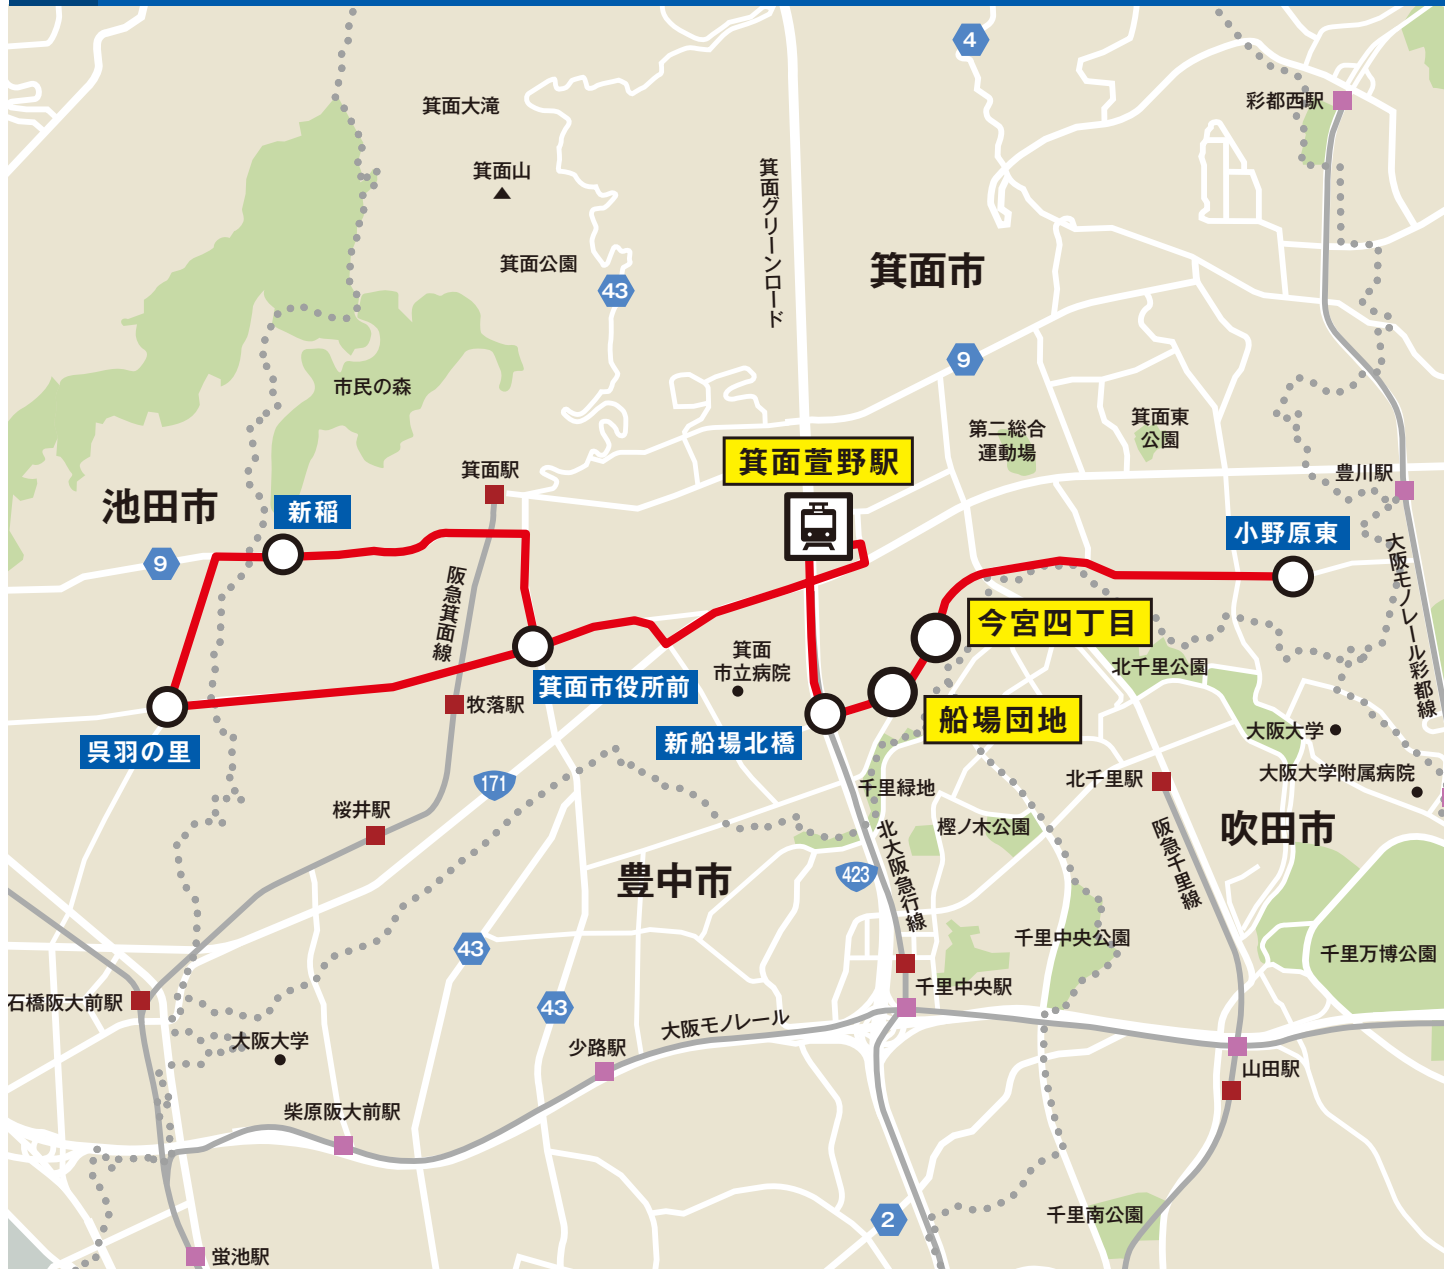 4
彩都西駅
箕面大滝
箕面山
箕面グリーンロード
箕面公園
43
箕面市
9
市民の森
第二総合
運動場
箕面東
公園
箕面萱野駅
箕面駅
豊川駅
池田市
新稲
小野原東
9
大阪モノレール彩都線
阪急箕面線
今宮四丁目
箕面
市立病院
北千里公園
箕面市役所前
牧落駅
船場団地
新船場北橋
呉羽の里
大阪大学
171
北千里駅
大阪大学附属病院
千里緑地
桜井駅
樫ノ木公園
吹田市
北大阪急行線
阪急千里線
豊中市
423
43
千里中央公園
千里万博公園
千里中央駅
石橋阪大前駅
43
大阪モノレール
大阪大学
少路駅
山田駅
柴原阪大前駅
千里南公園
2
蛍池駅